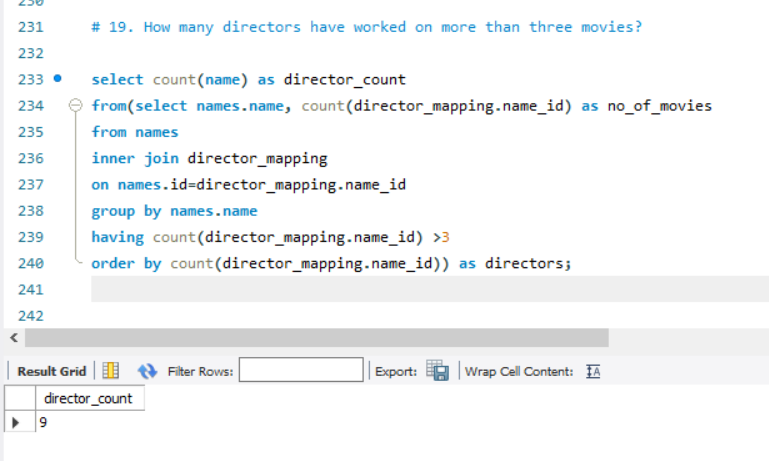 230
231 # 19. How many directors have worked on more than three movies?
232
233 select count(name) as director_count
234 from(select names.name, count(director_mapping.name_id) as no_of_movies
235 from names
236 inner join director_mapping
237 on names.id=director_mapping.name_id
238 group by names.name
239 having count(director_mapping.name_id) >3
240 order by count(director_mapping.name_id)) as directors;
241
242
Result Grid Filter Rows: Export: Wrap Cell Content: IA
director_count
9